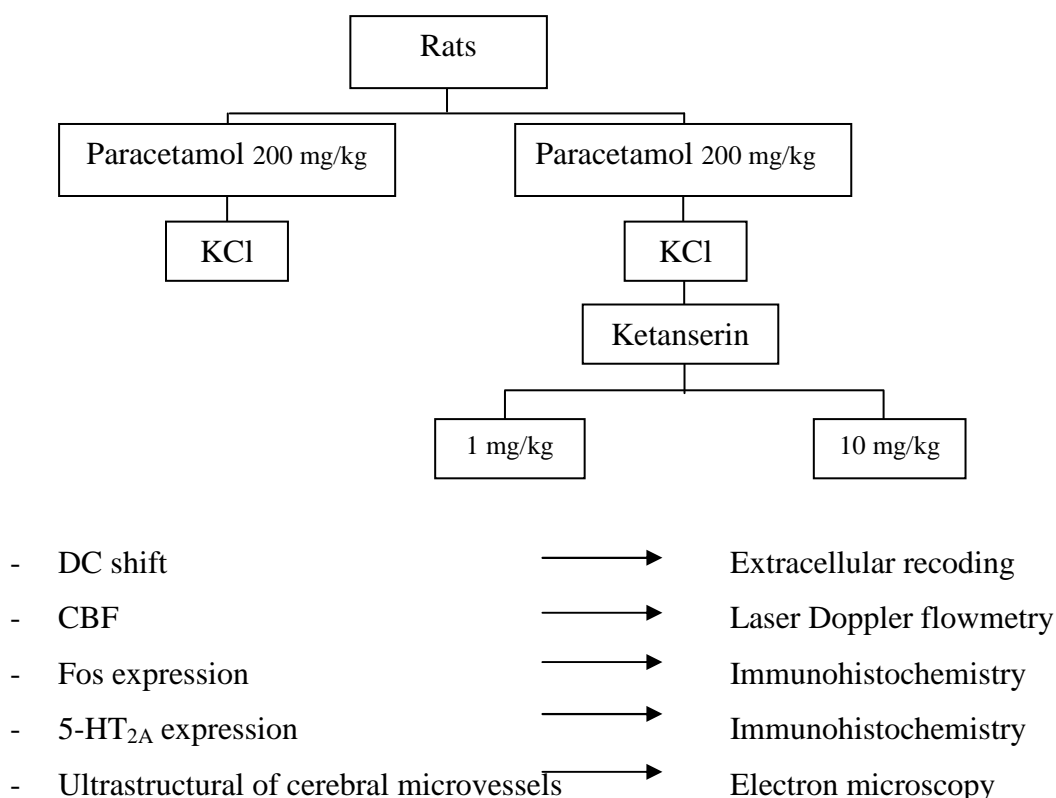 Rats
Paracetamol 200 mg/kg Paracetamol 200 mg/kg
KCl KCl
Ketanserin
1 mg/kg 10 mg/kg
- DC shift Extracellular recoding
- CBF Laser Doppler flowmetry
- Fos expression Immunohistochemistry
- 5-HT2A expression Immunohistochemistry
- Ultrastructural of cerebral microvessels Electron microscopy